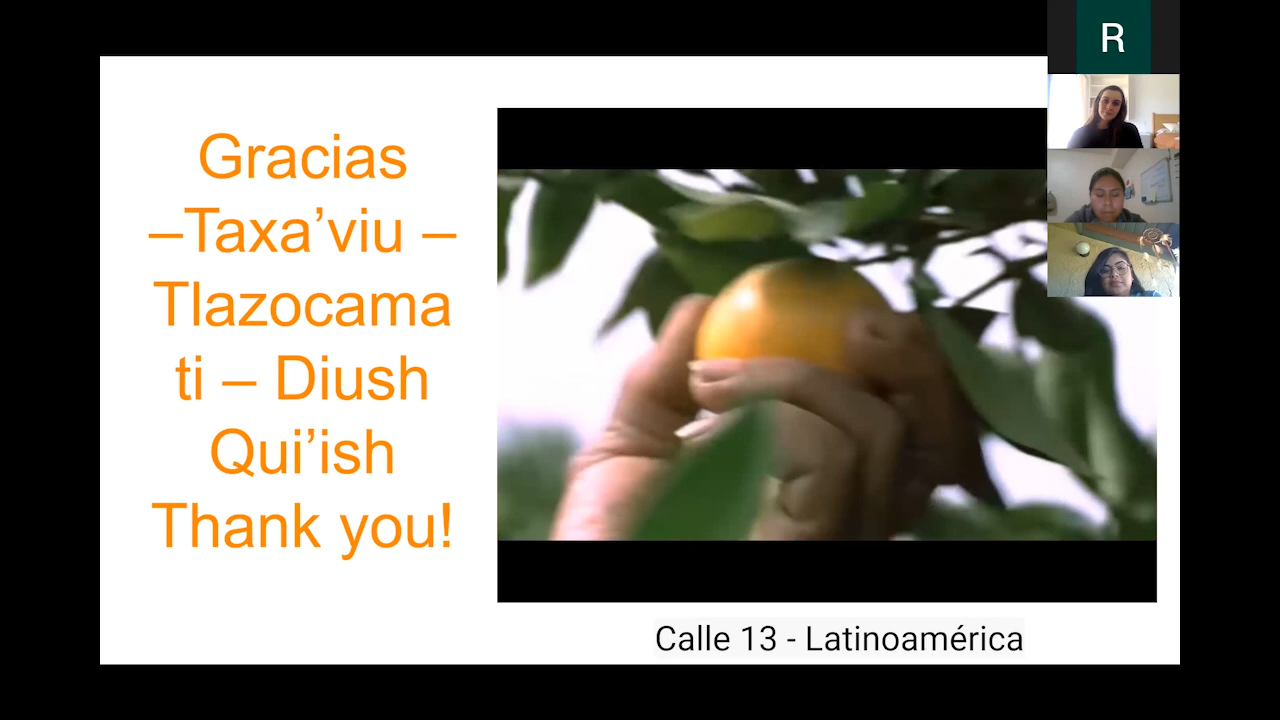 R
Gracias
–Taxa’viu –
Tlazocama
ti – Diush
Qui’ish
Thank you!
Calle 13 - Latinoamérica